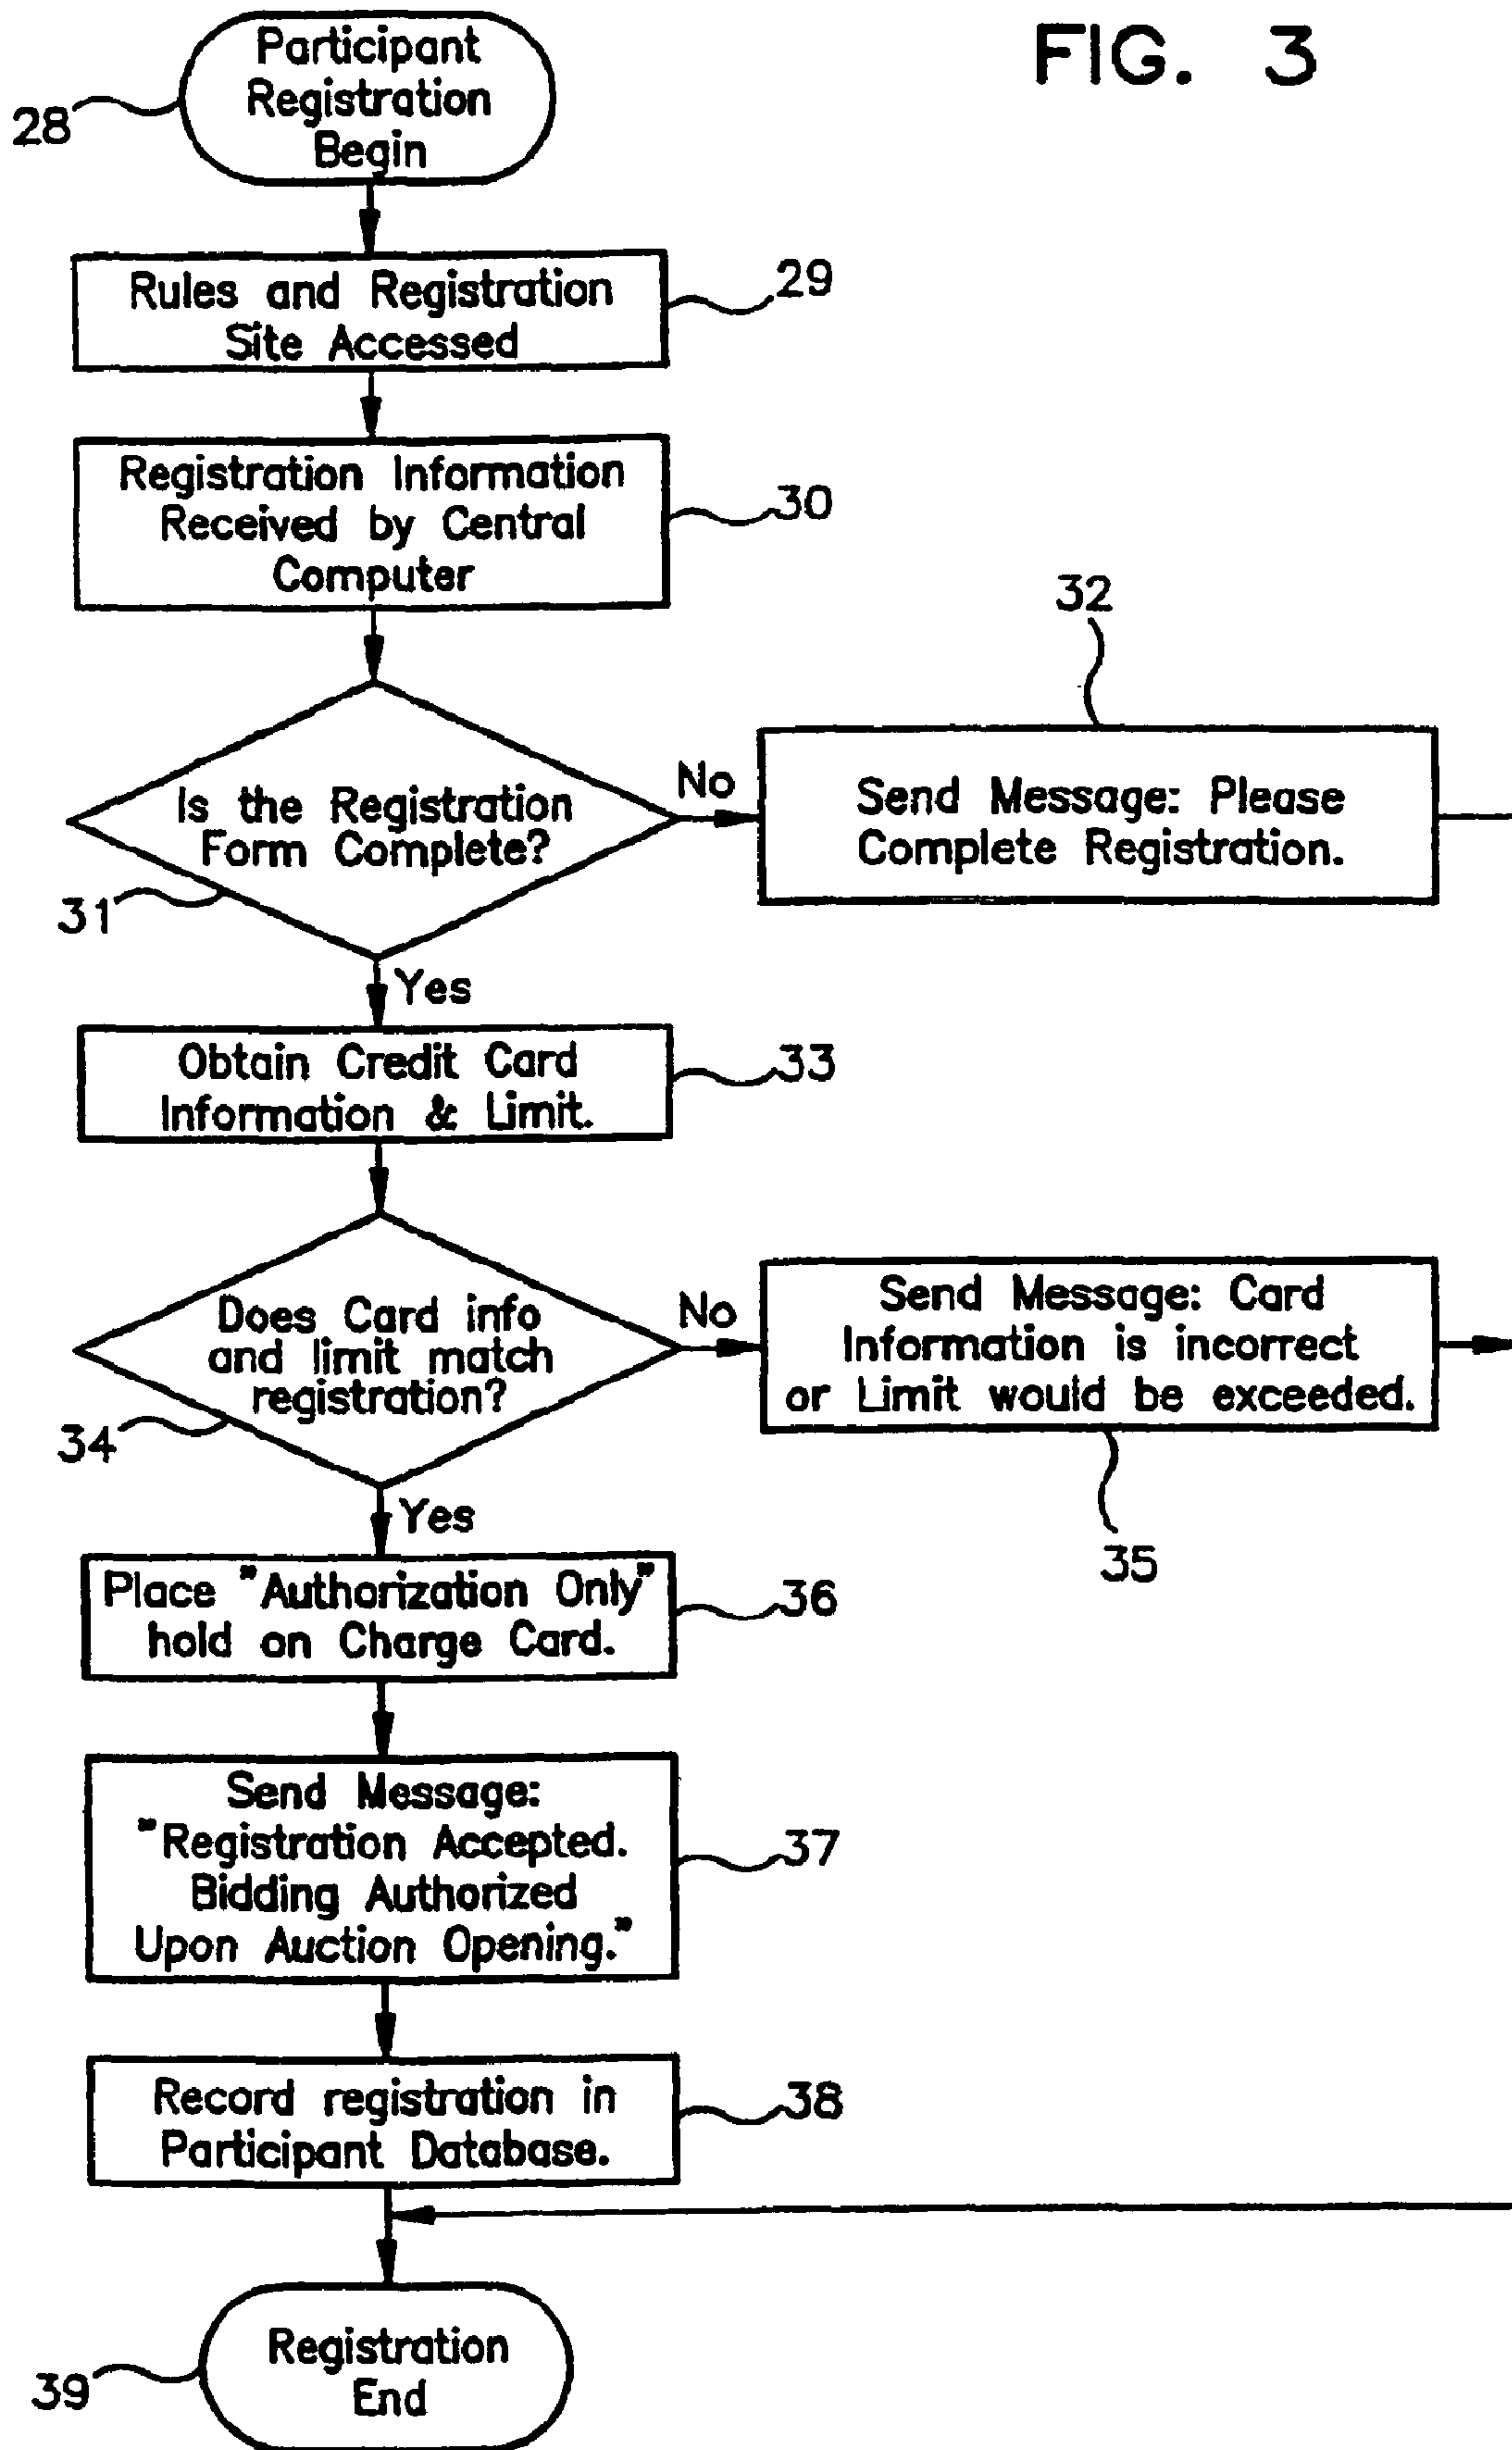 FIG. 3
Participant
Registration
Begin
28
Rules and Registration
Site Accessed
29
Registration Information
Received by Central
Computer
30
Is the Registration
Form Complete?
31
No
32
Send Message: Please
Complete Registration.
Yes
Obtain Credit Card
Information & Limit.
33
Does Card info
and limit match
registration?
34
No
Send Message: Card
Information is incorrect
or Limit would be exceeded.
35
Yes
Place "Authorization Only"
hold on Charge Card.
36
Send Message:
"Registration Accepted.
Bidding Authorized
Upon Auction Opening."
37
Record registration in
Participant Database.
38
Registration
End
39